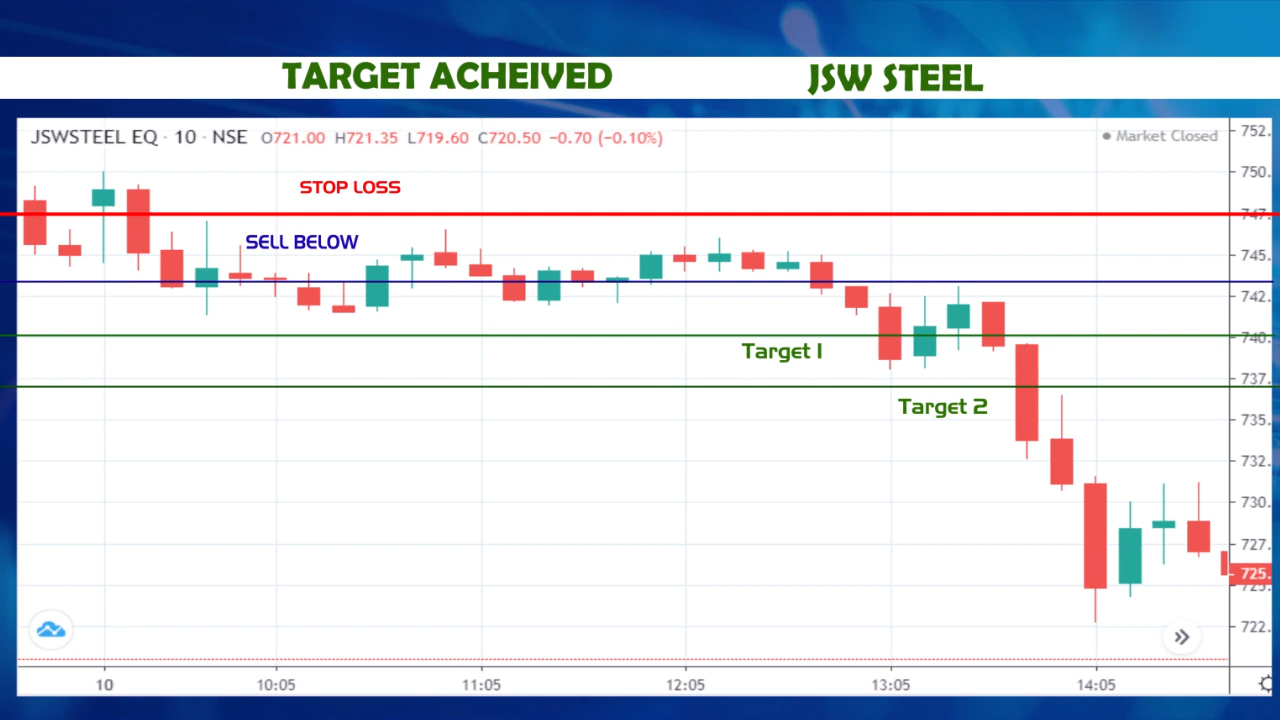 TARGET ACHEIVED
JSW STEEL
JSWSTEEL EQ · 10 · NSE O721.00 H721.35 L719.60 C720.50 −0.70 (−0.10%)
Market Closed
STOP LOSS
SELL BELOW
Target 1
Target 2
752.
750.
747.
745.
742.
740.
737.
735.
732.
730.
727.
725.
722.
10 10:05 11:05 12:05 13:05 14:05